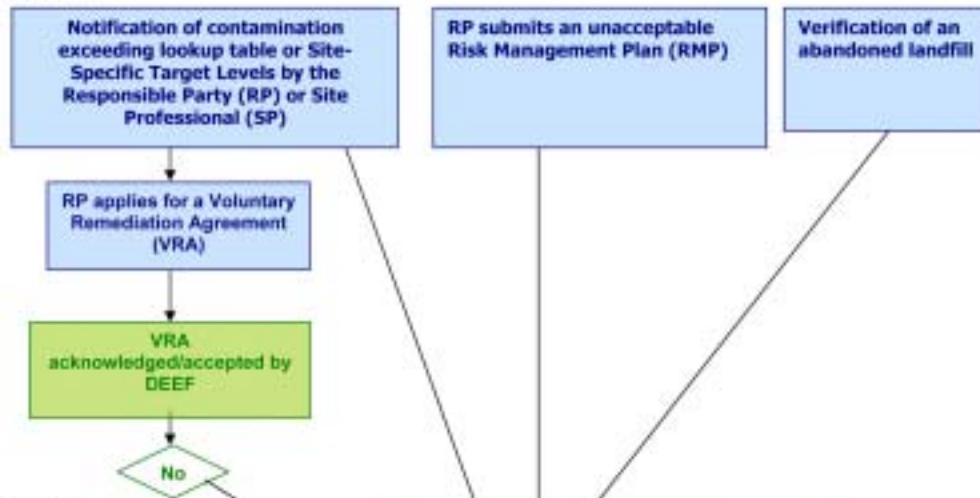 Notification of contamination
exceeding lookup table or Site-
Specific Target Levels by the
Responsible Party (RP) or Site
Professional (SP)
RP submits an unacceptable
Risk Management Plan (RMP)
Verification of an
abandoned landfill
RP applies for a Voluntary
Remediation Agreement
(VRA)
VRA
acknowledged/accepted by
DEEF
No